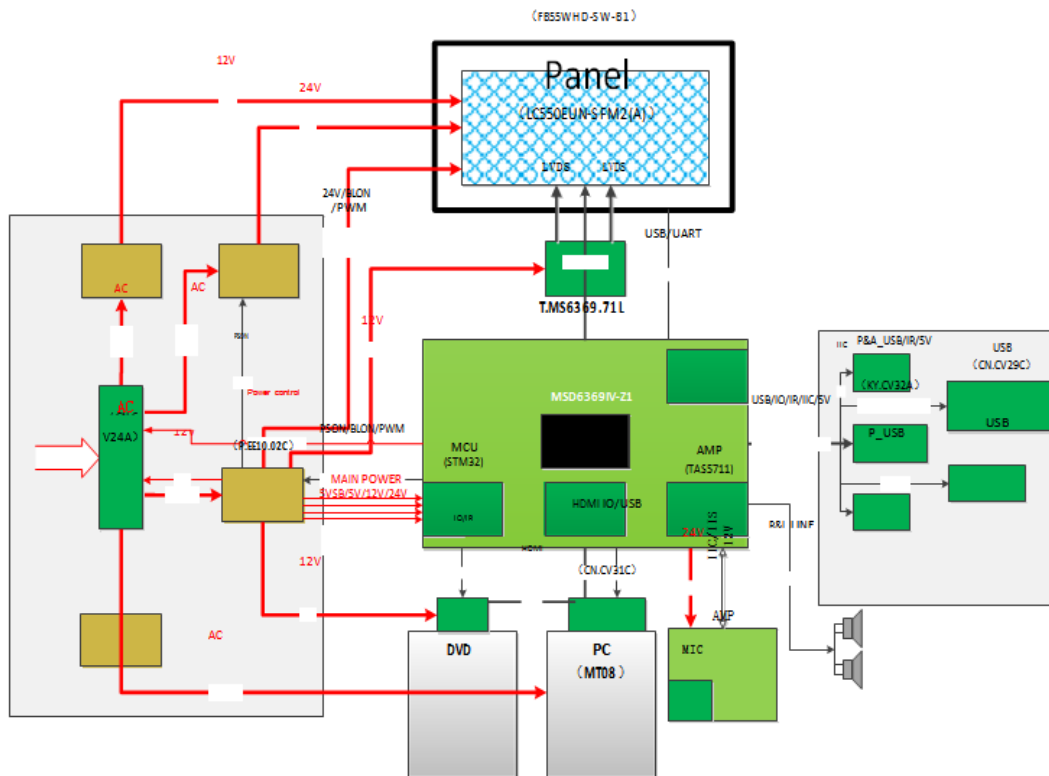 （FB55WHD-SW-B1）
12V
Panel
24V
（LC550EUN-SFM2(A)）
LVDS
LVDS
24V/BLON
/PWM
USB/UART
AC
AC
T.MS6369.71L
12V
IIC
P&A_USB/IR/5V
USB
（CN.CV29C）
（KY.CV32A）
Power control
MSD6369IV-Z1
USB/IO/IR/IIC/5V
AC
V24A)
12V
PSON/BLON/PWM
（P.EE10.02C）
MCU
(STM32)
AMP
(TAS5711)
USB
P_USB
MAIN POWER
5VSB/5V/12V/24V
IO/IR
HDMI IO/USB
24V
IIC/IIS
12V
R&L LINE
HDMI
12V
（CN.CV31C）
AMP
AC
DVD
PC
（MT08）
MIC